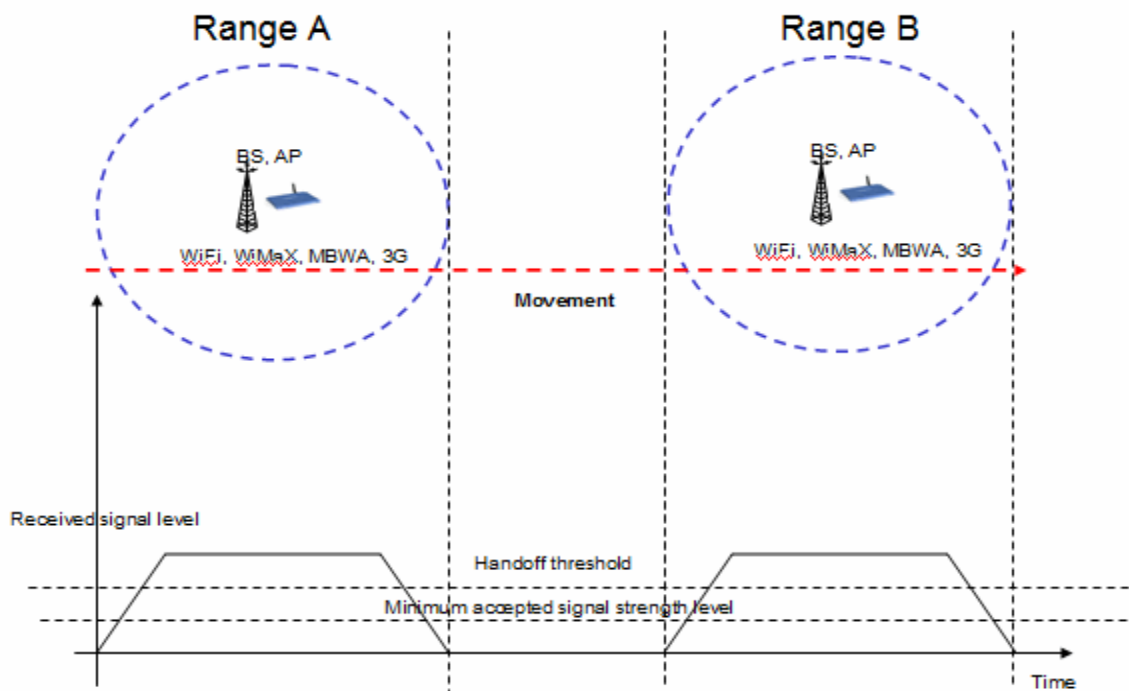 Range A
Range B
BS, AP
BS, AP
WiFi, WiMaX, MBWA, 3G
WiFi, WiMaX, MBWA, 3G
Movement
Received signal level
Handoff threshold
Minimum accepted signal strength level
Time